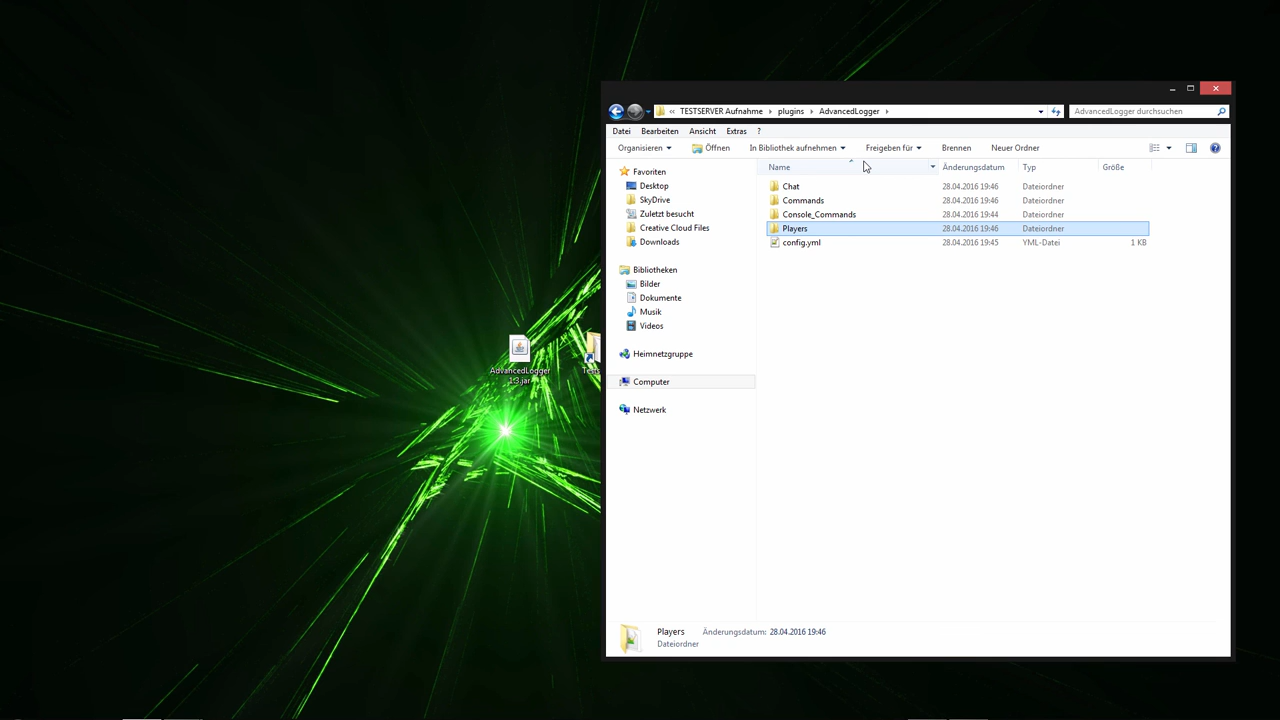 « TESTSERVER Aufnahme plugins AdvancedLogger
AdvancedLogger durchsuchen
Datei Bearbeiten Ansicht Extras ?
Organisieren Öffnen In Bibliothek aufnehmen Freigeben für Brennen Neuer Ordner
Name Änderungsdatum Typ Größe
Favoriten
Desktop
SkyDrive
Zuletzt besucht
Creative Cloud Files
Downloads
Bibliotheken
Bilder
Dokumente
Musik
Videos
Heimnetzgruppe
Computer
Netzwerk
Chat 28.04.2016 19:46 Dateiordner
Commands 28.04.2016 19:46 Dateiordner
Console_Commands 28.04.2016 19:44 Dateiordner
Players 28.04.2016 19:46 Dateiordner
config.yml 28.04.2016 19:45 YML-Datei 1 KB
AdvancedLogger
1.3.jar
Tests
Players Änderungsdatum: 28.04.2016 19:46
Dateiordner